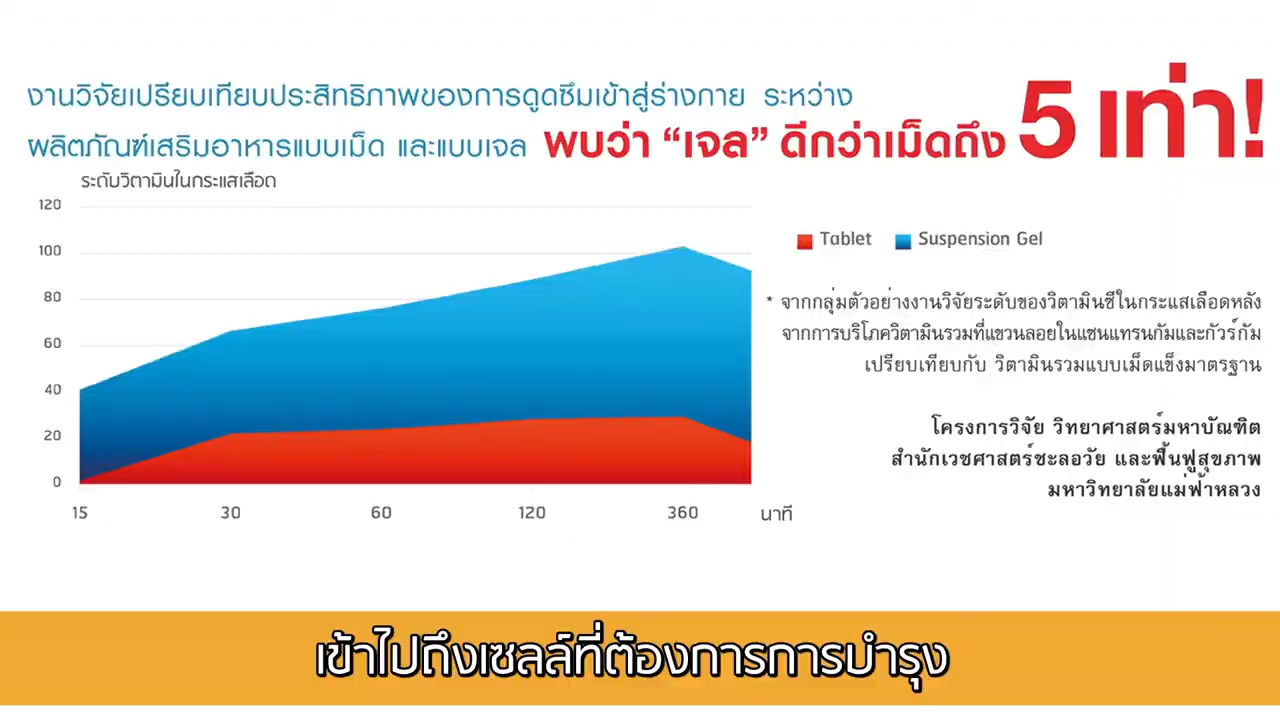 งานวิจัยเปรียบเทียบประสิทธิภาพของการดูดซึมเข้าสู่ร่างกาย ระหว่าง
ผลิตภัณฑ์เสริมอาหารแบบเม็ด และแบบเจล พบว่า “เจล” ดีกว่าเม็ดถึง 5 เท่า!
ระดับวิตามินในกระแสเลือด
120
100
80
60
40
20
0
15 30 60 120 360 นาที
Tablet Suspension Gel
* จากกลุ่มตัวอย่างงานวิจัยระดับของวิตามินซีในกระแสเลือดหลัง
จากการบริโภควิตามินรวมที่แขวนลอยในแซนแทรนกัมและกัวร์กัม
เปรียบเทียบกับ วิตามินรวมแบบเม็ดแข็งมาตรฐาน
โครงการวิจัย วิทยาศาสตร์มหาบัณฑิต
สำนักเวชศาสตร์ชะลอวัย และฟื้นฟูสุขภาพ
มหาวิทยาลัยแม่ฟ้าหลวง
เข้าไปถึงเซลล์ที่ต้องการการบำรุง